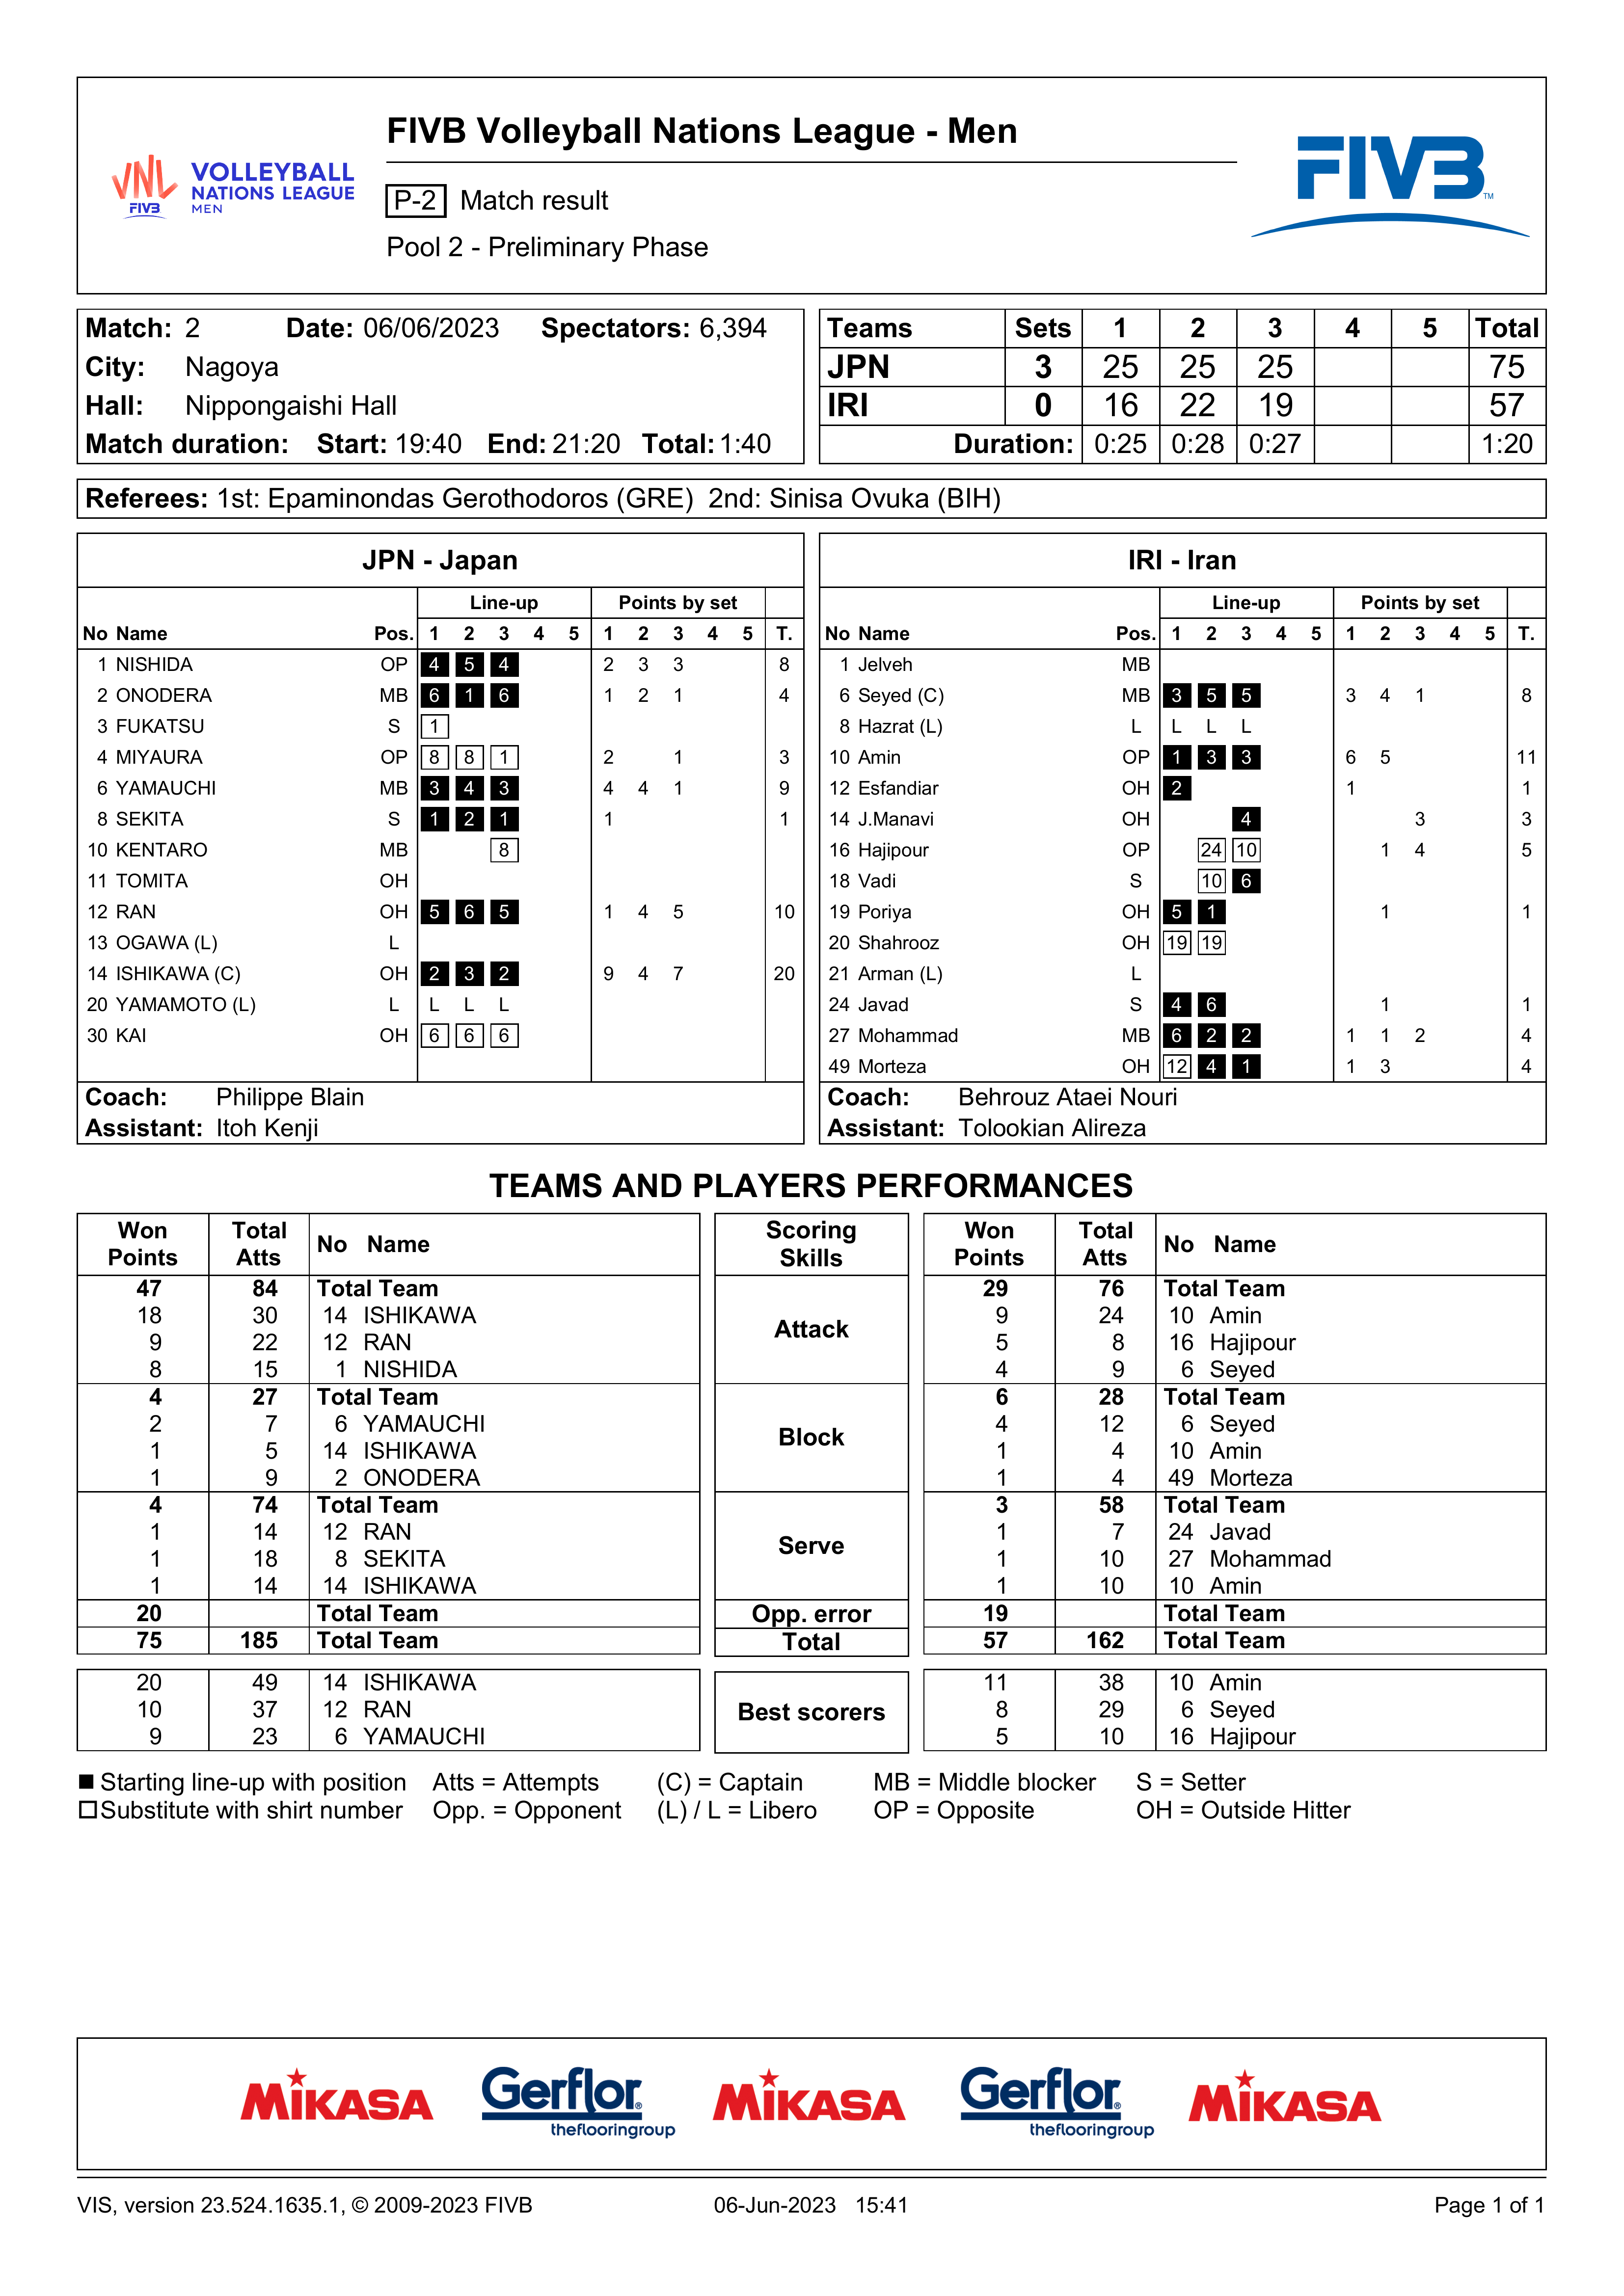 FIVB Volleyball Nations League - Men
VNL FIVB VOLLEYBALL NATIONS LEAGUE MEN
P-2 Match result
Pool 2 - Preliminary Phase
FIVB TM
Match: 2 Date: 06/06/2023 Spectators: 6,394
City: Nagoya
Hall: Nippongaishi Hall
Match duration: Start: 19:40 End: 21:20 Total: 1:40
Teams Sets 1 2 3 4 5 Total
JPN 3 25 25 25 75
IRI 0 16 22 19 57
Duration: 0:25 0:28 0:27 1:20
Referees: 1st: Epaminondas Gerothodoros (GRE) 2nd: Sinisa Ovuka (BIH)
JPN - Japan
Line-up Points by set
No Name Pos. 1 2 3 4 5 1 2 3 4 5 T.
1 NISHIDA OP 4 5 4 2 3 3 8
2 ONODERA MB 6 1 6 1 2 1 4
3 FUKATSU S 1
4 MIYAURA OP 8 8 1 2 1 3
6 YAMAUCHI MB 3 4 3 4 4 1 9
8 SEKITA S 1 2 1 1 1
10 KENTARO MB 8
11 TOMITA OH
12 RAN OH 5 6 5 1 4 5 10
13 OGAWA (L) L
14 ISHIKAWA (C) OH 2 3 2 9 4 7 20
20 YAMAMOTO (L) L L L L
30 KAI OH 6 6 6
Coach: Philippe Blain
Assistant: Itoh Kenji
IRI - Iran
Line-up Points by set
No Name Pos. 1 2 3 4 5 1 2 3 4 5 T.
1 Jelveh MB
6 Seyed (C) MB 3 5 5 3 4 1 8
8 Hazrat (L) L L L L
10 Amin OP 1 3 3 6 5 11
12 Esfandiar OH 2 1 1
14 J.Manavi OH 4 3 3
16 Hajipour OP 24 10 1 4 5
18 Vadi S 10 6
19 Poriya OH 5 1 1 1
20 Shahrooz OH 19 19
21 Arman (L) L
24 Javad S 4 6 1 1
27 Mohammad MB 6 2 2 1 1 2 4
49 Morteza OH 12 4 1 1 3 4
Coach: Behrouz Ataei Nouri
Assistant: Tolookian Alireza
TEAMS AND PLAYERS PERFORMANCES
Won Points Total Atts No Name Scoring Skills Won Points Total Atts No Name
47 84 Total Team Attack 29 76 Total Team
18 30 14 ISHIKAWA 9 24 10 Amin
9 22 12 RAN 5 8 16 Hajipour
8 15 1 NISHIDA 4 9 6 Seyed
4 27 Total Team Block 6 28 Total Team
2 7 6 YAMAUCHI 4 12 6 Seyed
1 5 14 ISHIKAWA 1 4 10 Amin
1 9 2 ONODERA 1 4 49 Morteza
4 74 Total Team Serve 3 58 Total Team
1 14 12 RAN 1 7 24 Javad
1 18 8 SEKITA 1 10 27 Mohammad
1 14 14 ISHIKAWA 1 10 10 Amin
20 Total Team Opp. error 19 Total Team
75 185 Total Team Total 57 162 Total Team
20 49 14 ISHIKAWA Best scorers 11 38 10 Amin
10 37 12 RAN 8 29 6 Seyed
9 23 6 YAMAUCHI 5 10 16 Hajipour
Starting line-up with position Atts = Attempts (C) = Captain MB = Middle blocker S = Setter
Substitute with shirt number Opp. = Opponent (L) / L = Libero OP = Opposite OH = Outside Hitter
MIKASA Gerflor® theflooringgroup MIKASA Gerflor® theflooringgroup MIKASA
VIS, version 23.524.1635.1, © 2009-2023 FIVB 06-Jun-2023 15:41 Page 1 of 1